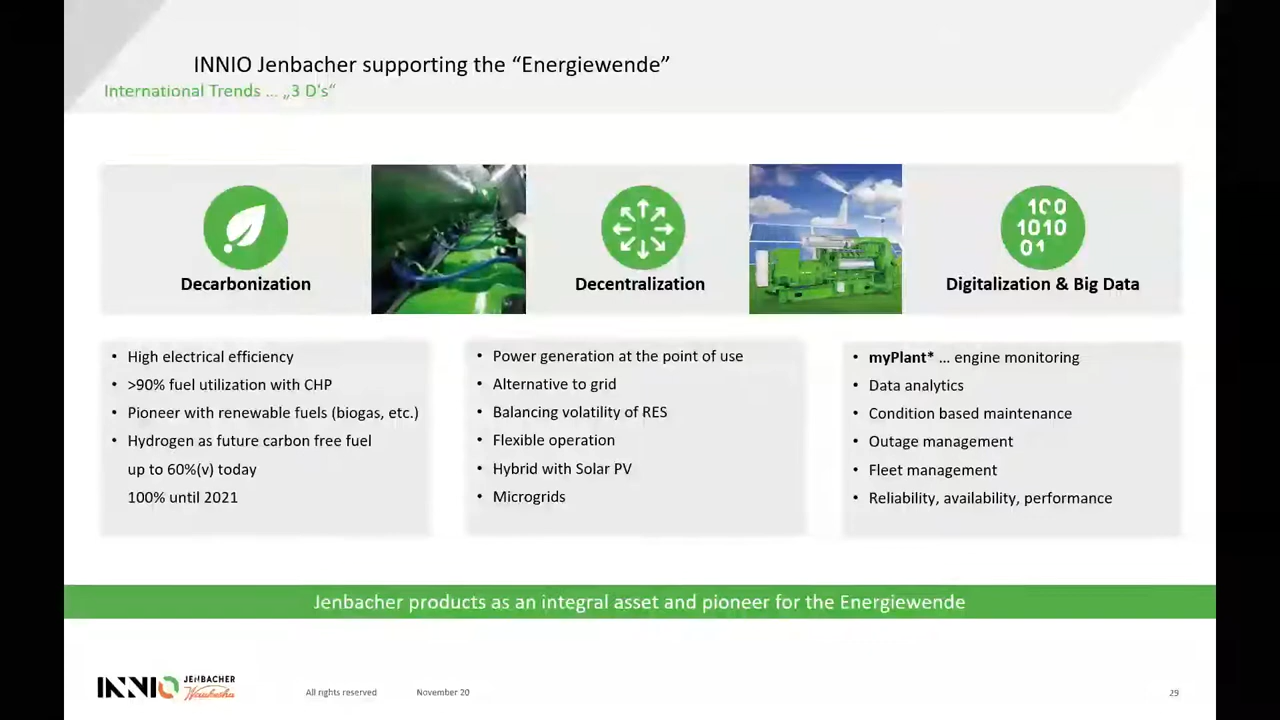 INNIO Jenbacher supporting the “Energiewende”
International Trends ... „3 D's“
100
1010
01
Decarbonization
Decentralization
Digitalization & Big Data
• High electrical efficiency
• >90% fuel utilization with CHP
• Pioneer with renewable fuels (biogas, etc.)
• Hydrogen as future carbon free fuel
up to 60%(v) today
100% until 2021
• Power generation at the point of use
• Alternative to grid
• Balancing volatility of RES
• Flexible operation
• Hybrid with Solar PV
• Microgrids
• myPlant* ... engine monitoring
• Data analytics
• Condition based maintenance
• Outage management
• Fleet management
• Reliability, availability, performance
Jenbacher products as an integral asset and pioneer for the Energiewende
INNIO
JENBACHER
Waukesha
All rights reserved
November 20
29